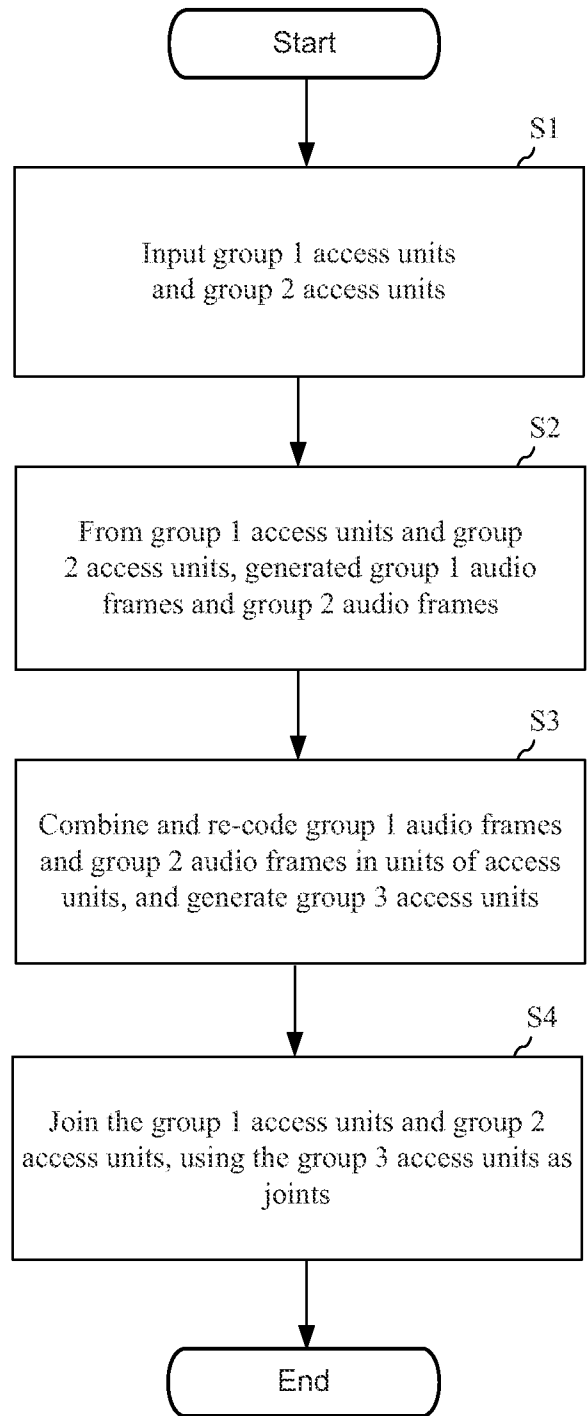 Start
S1
Input group 1 access units
and group 2 access units
S2
From group 1 access units and group
2 access units, generated group 1 audio
frames and group 2 audio frames
S3
Combine and re-code group 1 audio frames
and group 2 audio frames in units of access
units, and generate group 3 access units
S4
Join the group 1 access units and group 2
access units, using the group 3 access units as
joints
End